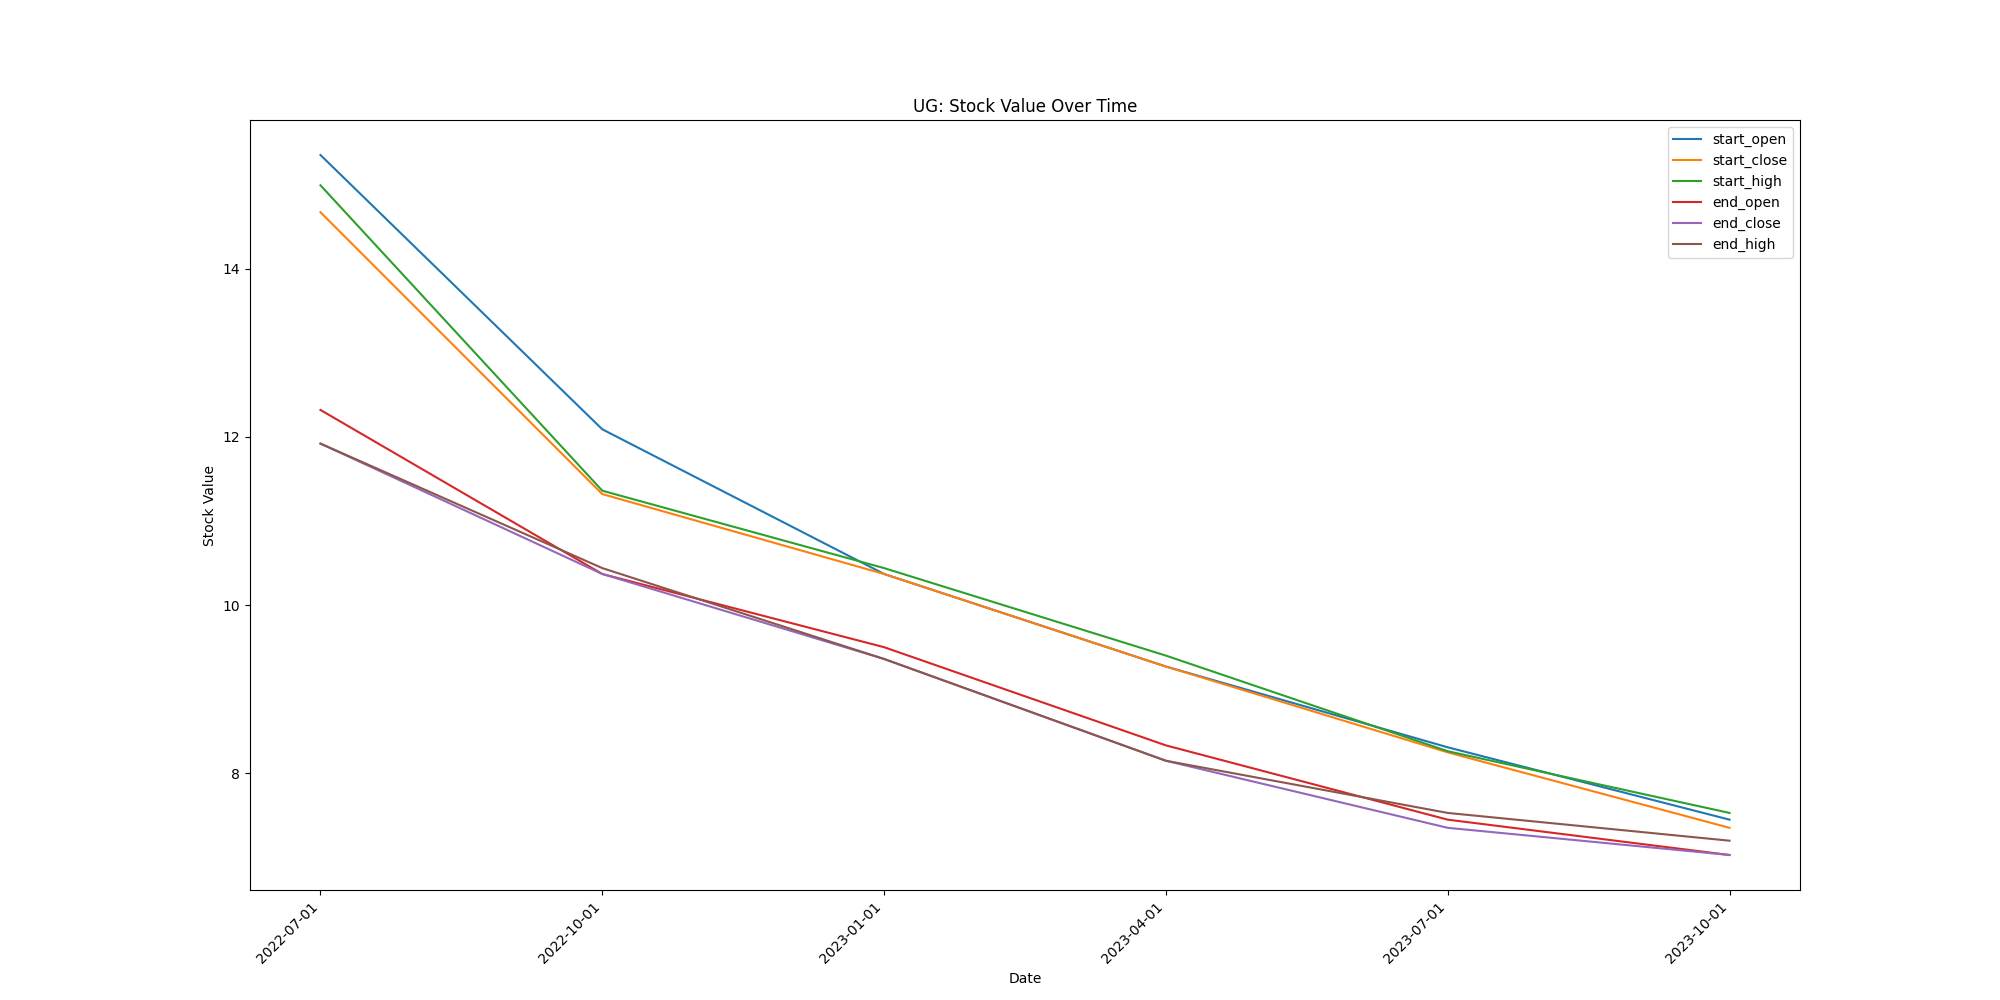 UG: Stock Value Over Time
start_open
start_close
start_high
end_open
end_close
end_high
Stock Value
14
12
10
8
2022-07-01
2022-10-01
2023-01-01
2023-04-01
2023-07-01
2023-10-01
Date